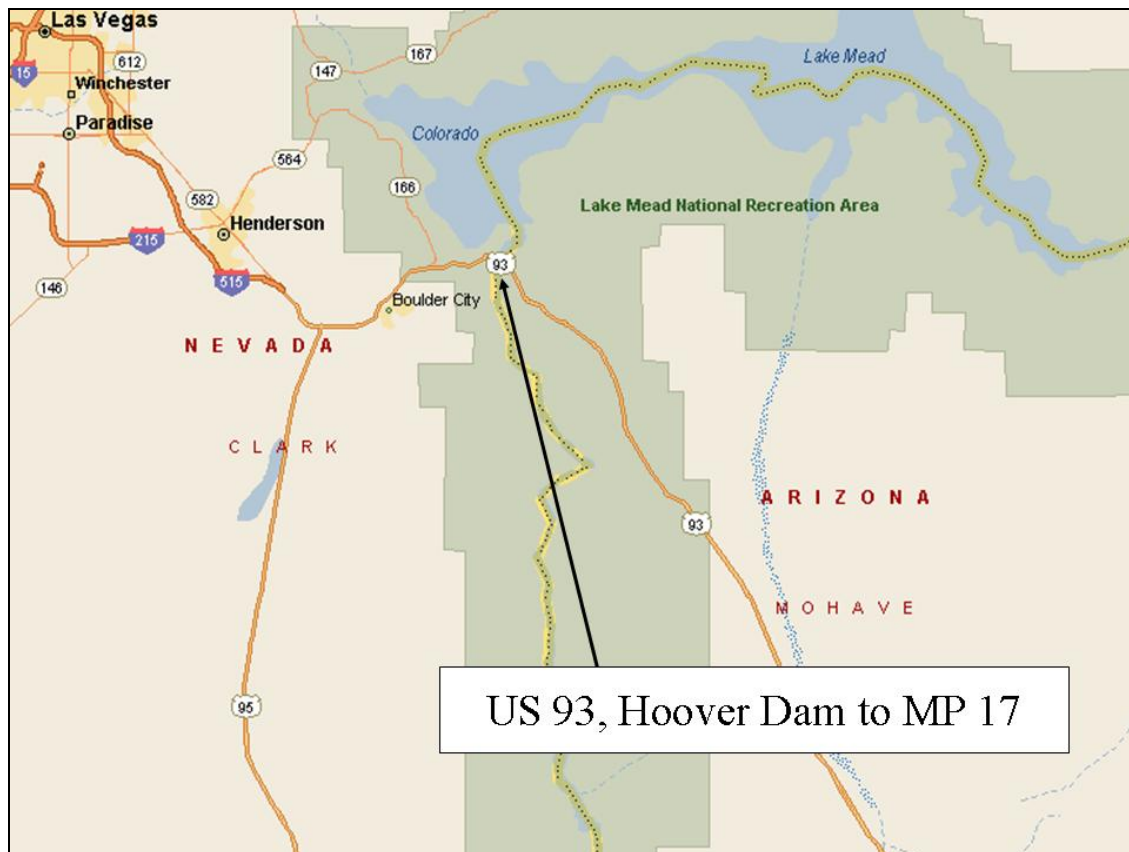 Las Vegas
15
612
Winchester
Paradise
147
167
Lake Mead
Colorado
564
582
166
Henderson
Lake Mead National Recreation Area
215
93
515
146
Boulder City
NEVADA
CLARK
ARIZONA
93
MOHAVE
US 93, Hoover Dam to MP 17
95